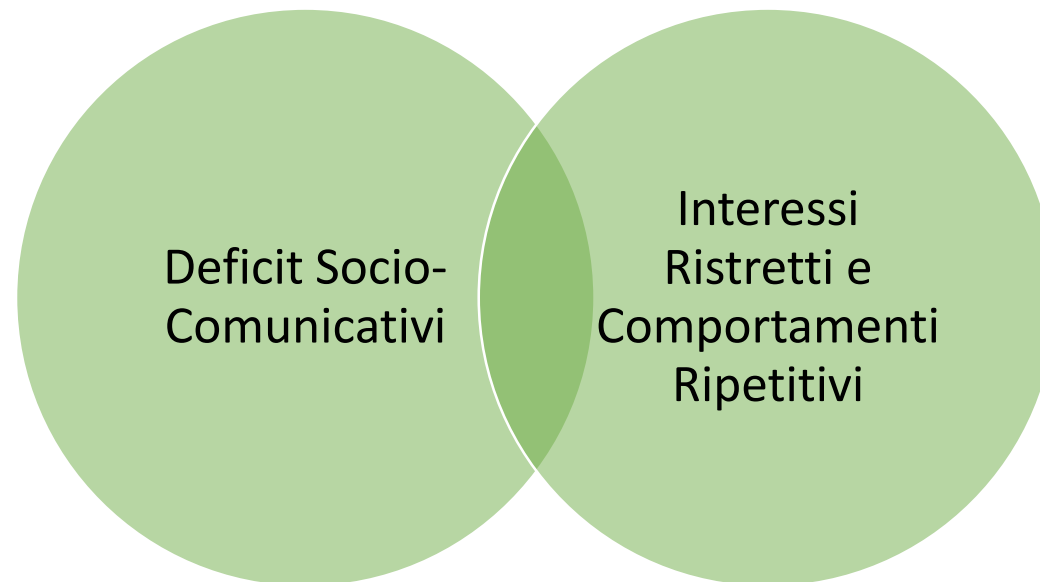 Deficit Socio-
Comunicativi
Interessi
Ristretti e
Comportamenti
Ripetitivi